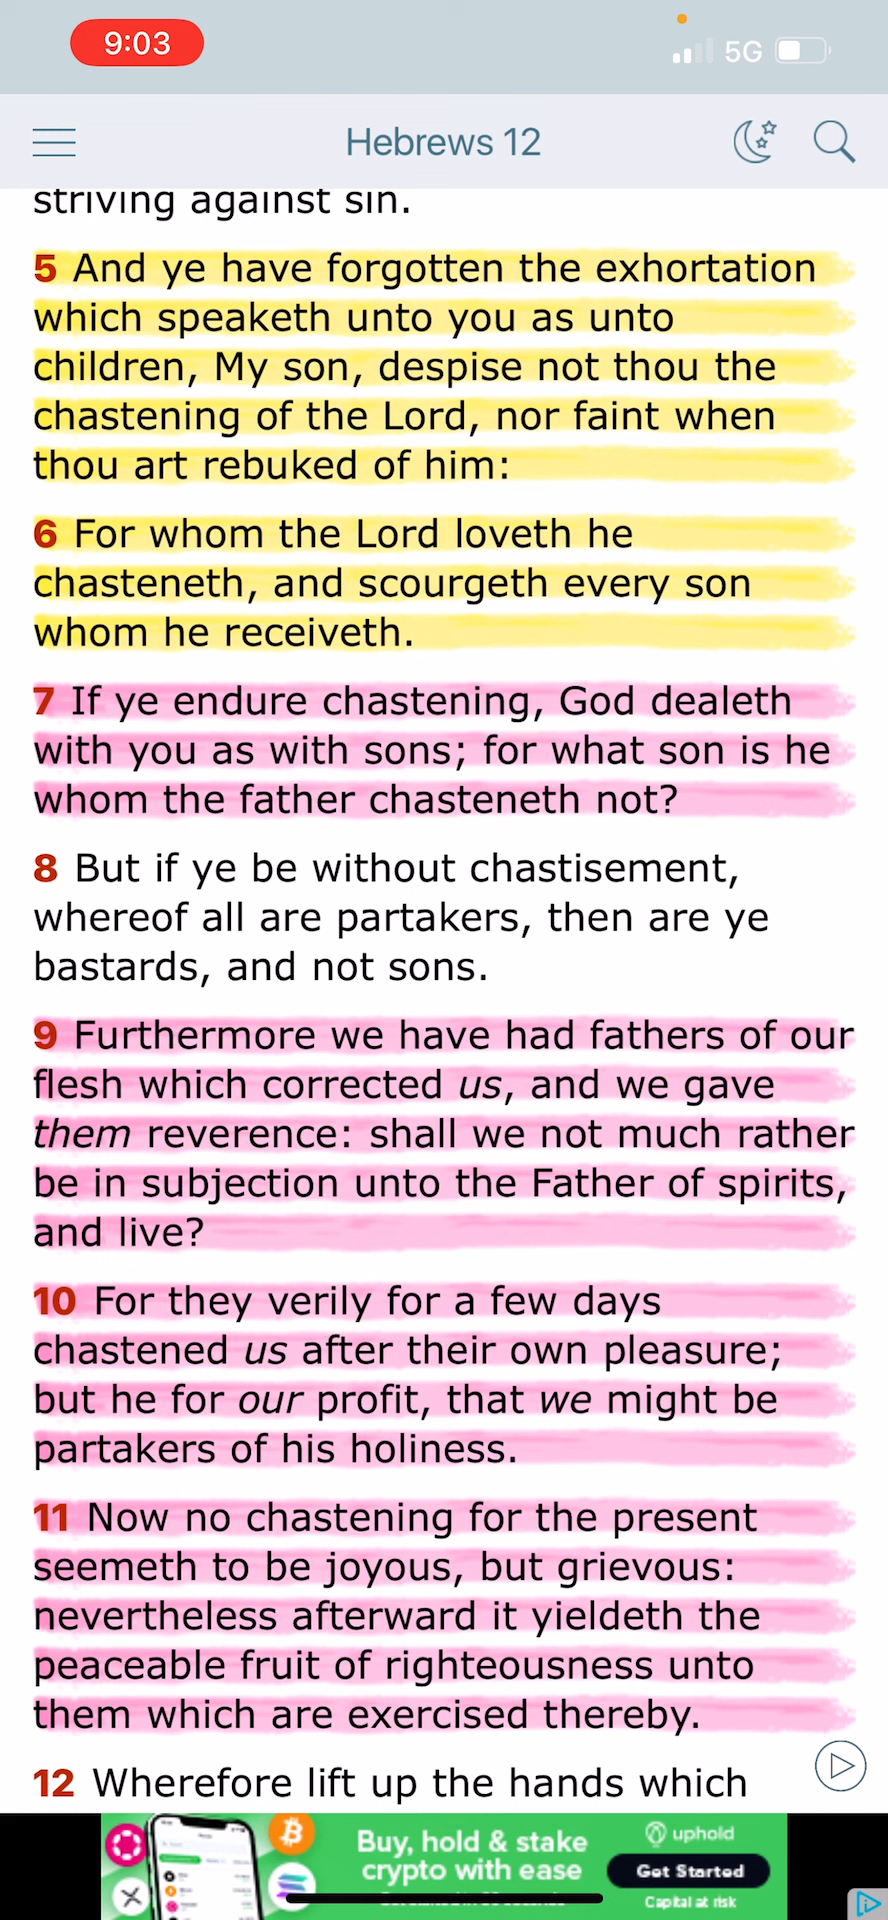 9:03
5G
Hebrews 12
striving against sin.
5 And ye have forgotten the exhortation
which speaketh unto you as unto
children, My son, despise not thou the
chastening of the Lord, nor faint when
thou art rebuked of him:
6 For whom the Lord loveth he
chasteneth, and scourgeth every son
whom he receiveth.
7 If ye endure chastening, God dealeth
with you as with sons; for what son is he
whom the father chasteneth not?
8 But if ye be without chastisement,
whereof all are partakers, then are ye
bastards, and not sons.
9 Furthermore we have had fathers of our
flesh which corrected us, and we gave
them reverence: shall we not much rather
be in subjection unto the Father of spirits,
and live?
10 For they verily for a few days
chastened us after their own pleasure;
but he for our profit, that we might be
partakers of his holiness.
11 Now no chastening for the present
seemeth to be joyous, but grievous:
nevertheless afterward it yieldeth the
peaceable fruit of righteousness unto
them which are exercised thereby.
12 Wherefore lift up the hands which
Buy, hold & stake
crypto with ease
uphold
Get Started
Capital at risk